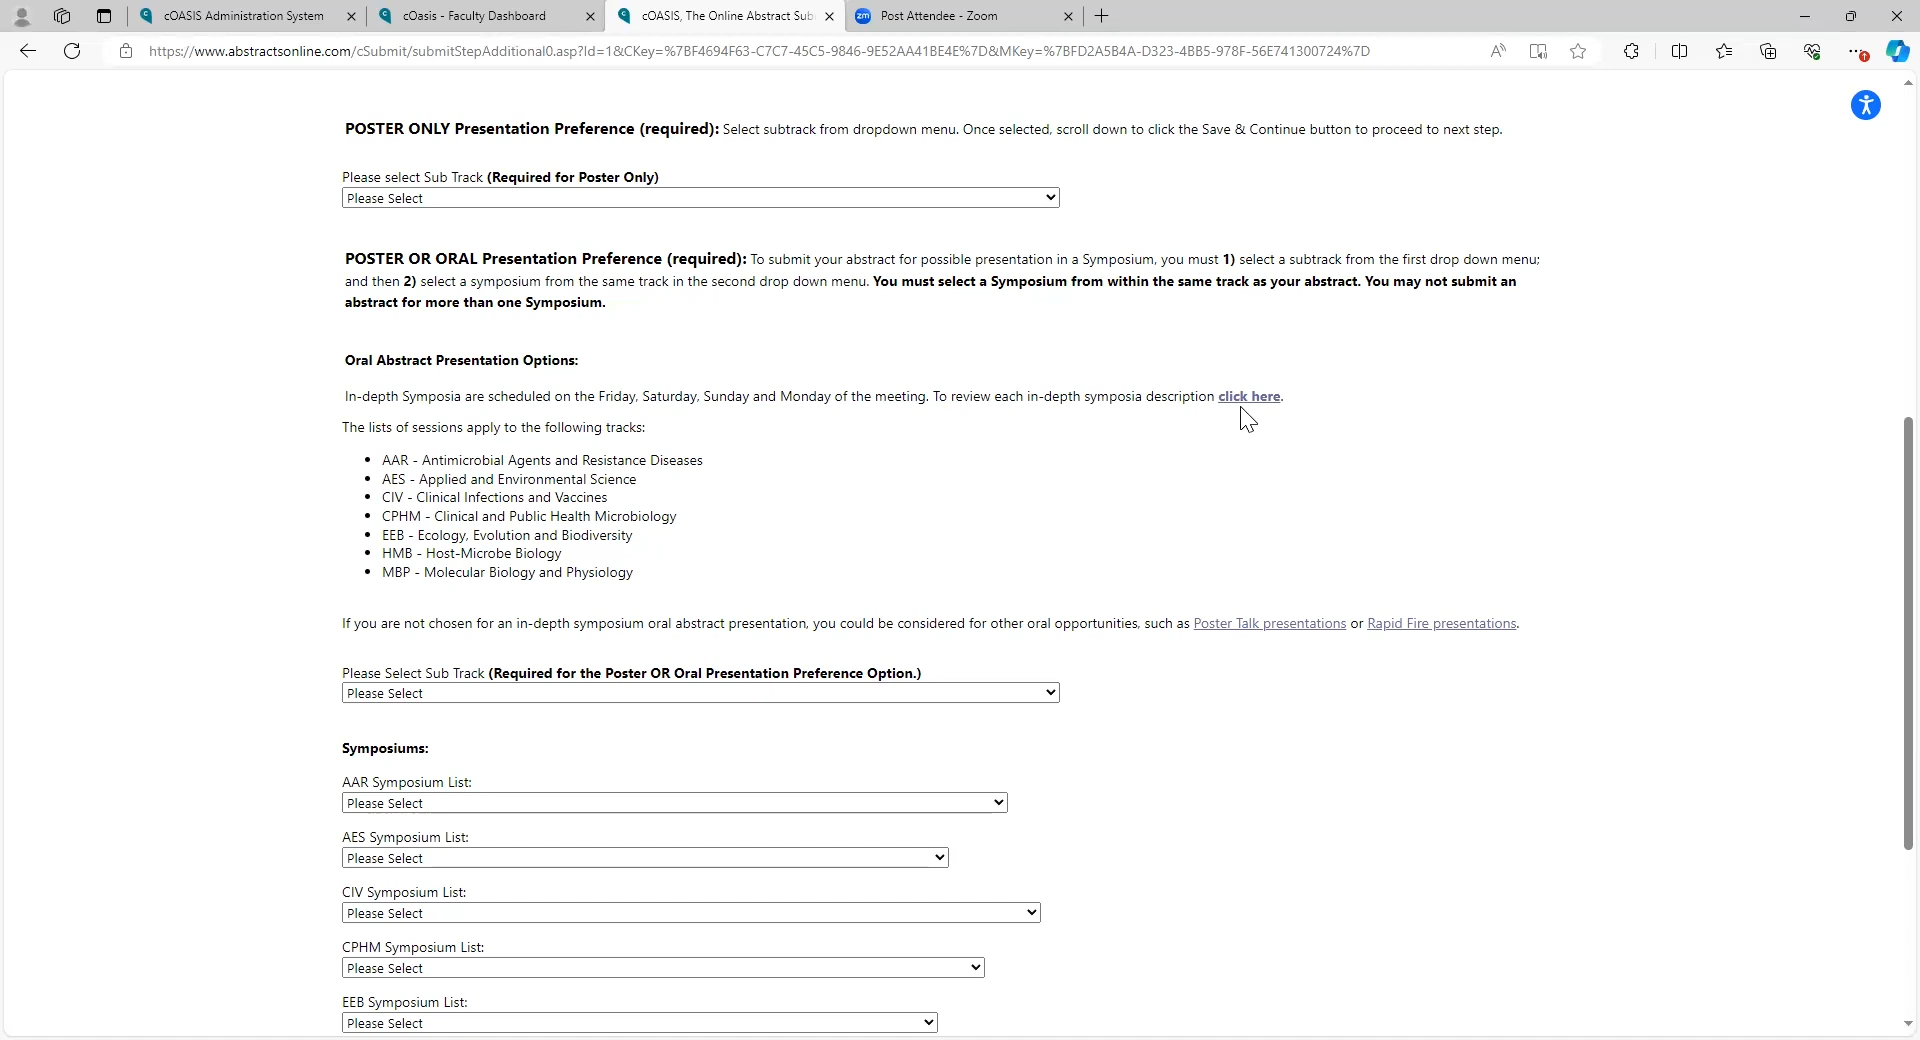 cOASIS Administration System
cOasis - Faculty Dashboard
cOASIS, The Online Abstract Sub
zm Post Attendee - Zoom
https://www.abstractsonline.com/cSubmit/submitStepAdditional0.asp?Id=1&CKey=%7BF4694F63-C7C7-45C5-9846-9E52AA41BE4E%7D&MKey=%7BFD2A5B4A-D323-4BB5-978F-56E741300724%7D
POSTER ONLY Presentation Preference (required): Select subtrack from dropdown menu. Once selected, scroll down to click the Save & Continue button to proceed to next step.
Please select Sub Track (Required for Poster Only)
Please Select
POSTER OR ORAL Presentation Preference (required): To submit your abstract for possible presentation in a Symposium, you must 1) select a subtrack from the first drop down menu;
and then 2) select a symposium from the same track in the second drop down menu. You must select a Symposium from within the same track as your abstract. You may not submit an
abstract for more than one Symposium.
Oral Abstract Presentation Options:
In-depth Symposia are scheduled on the Friday, Saturday, Sunday and Monday of the meeting. To review each in-depth symposia description click here.
The lists of sessions apply to the following tracks:
• AAR - Antimicrobial Agents and Resistance Diseases
• AES - Applied and Environmental Science
• CIV - Clinical Infections and Vaccines
• CPHM - Clinical and Public Health Microbiology
• EEB - Ecology, Evolution and Biodiversity
• HMB - Host-Microbe Biology
• MBP - Molecular Biology and Physiology
If you are not chosen for an in-depth symposium oral abstract presentation, you could be considered for other oral opportunities, such as Poster Talk presentations or Rapid Fire presentations.
Please Select Sub Track (Required for the Poster OR Oral Presentation Preference Option.)
Please Select
Symposiums:
AAR Symposium List:
Please Select
AES Symposium List:
Please Select
CIV Symposium List:
Please Select
CPHM Symposium List:
Please Select
EEB Symposium List:
Please Select